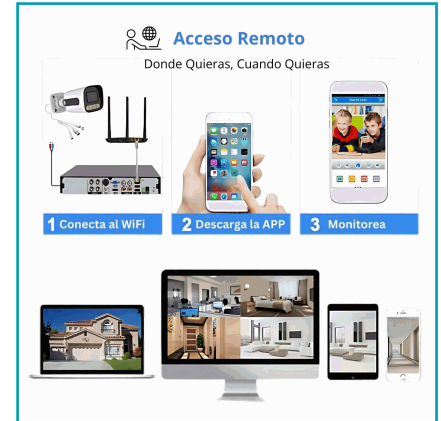 Acceso Remoto
Donde Quieras, Cuando Quieras
1 Conecta al WiFi
2 Descarga la APP
3 Monitorea